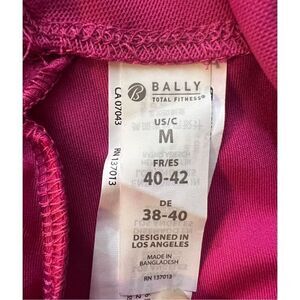 BALLY
TOTAL FITNESS®
US/C
M
FR/ES
40-42
DE
38-40
DESIGNED IN
LOS ANGELES
MADE IN
BANGLADESH
RN 137013
CA 07043
RN 137013